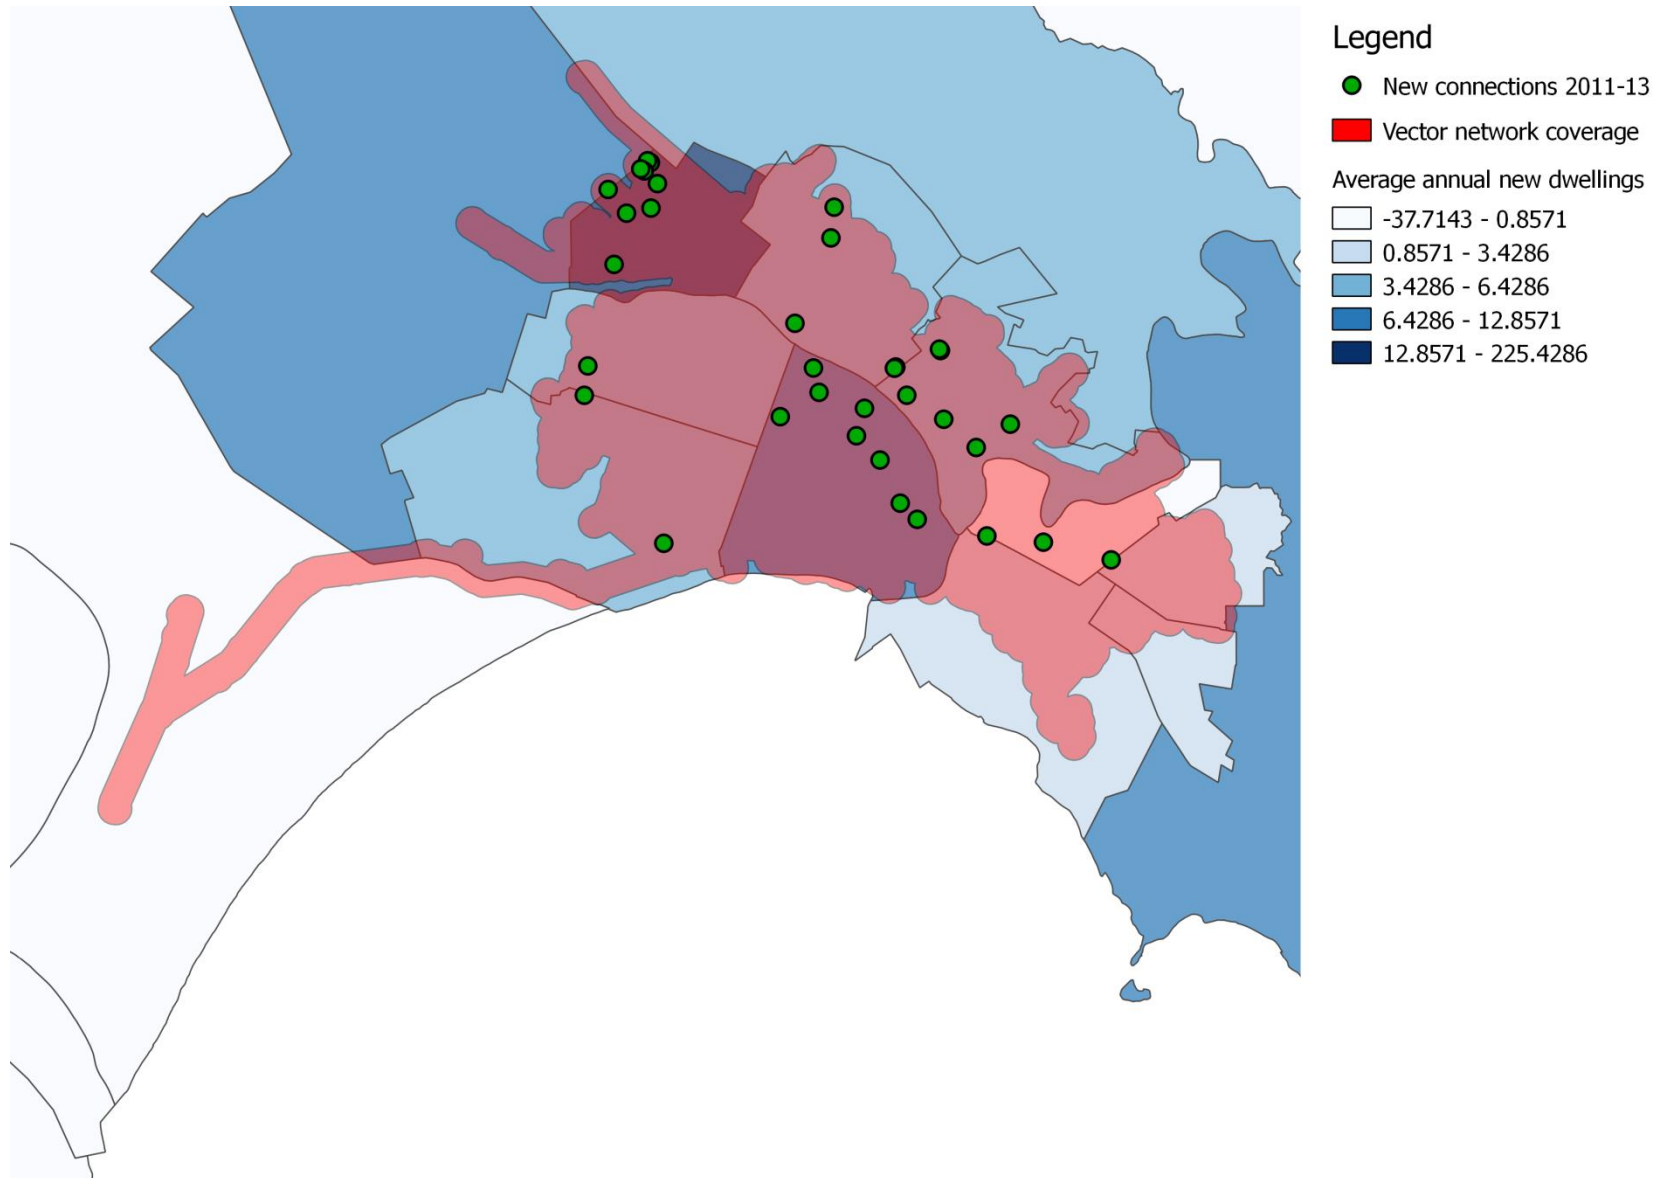 Legend
New connections 2011-13
Vector network coverage
Average annual new dwellings
-37.7143 - 0.8571
0.8571 - 3.4286
3.4286 - 6.4286
6.4286 - 12.8571
12.8571 - 225.4286